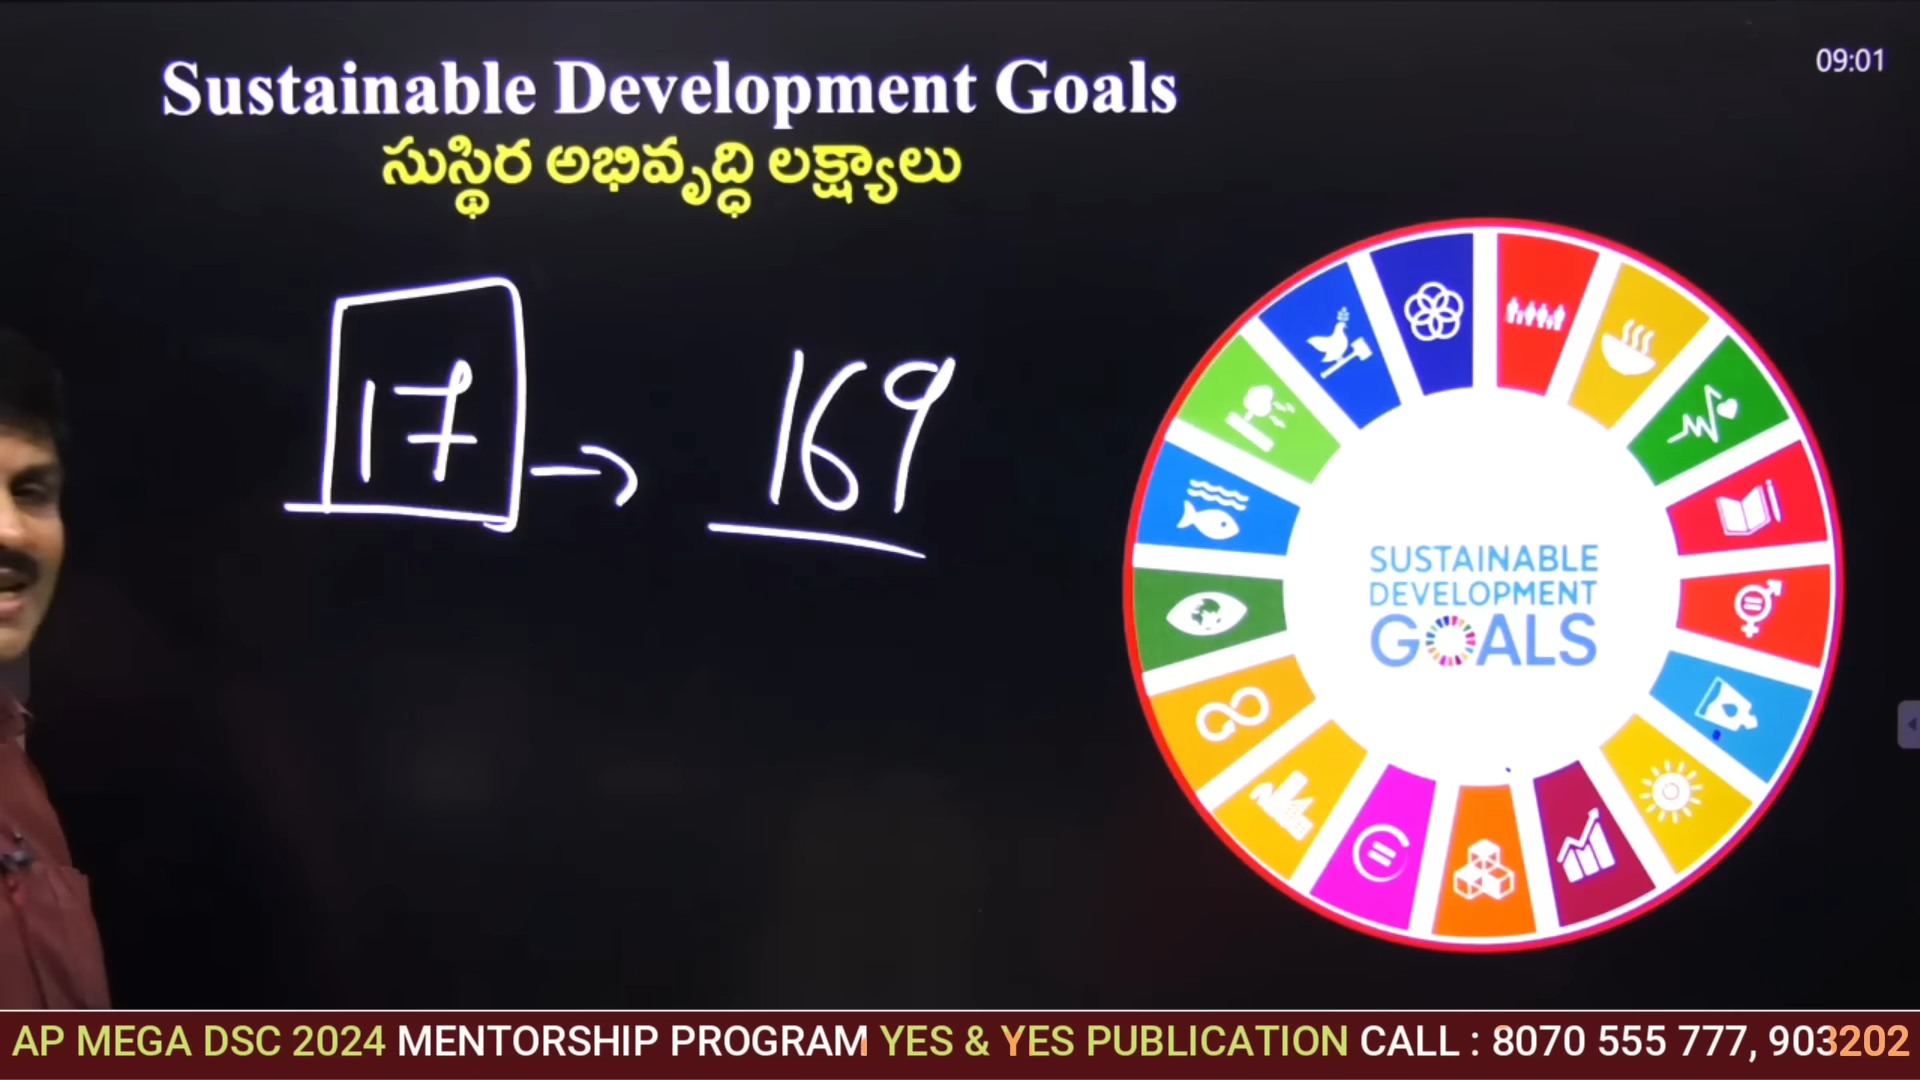 Sustainable Development Goals
సుస్థిర అభివృద్ధి లక్ష్యాలు
09:01
17 → 169
SUSTAINABLE
DEVELOPMENT
GOALS
AP MEGA DSC 2024 MENTORSHIP PROGRAM YES & YES PUBLICATION CALL : 8070 555 777, 903202